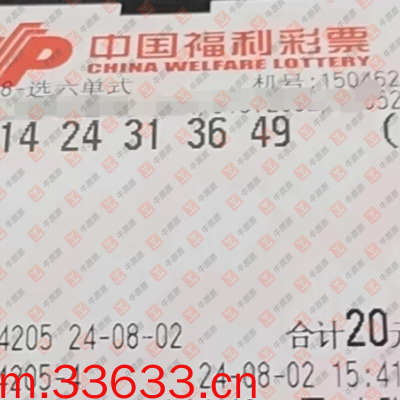 中国福利彩票
CHINA WELFARE LOTTERY
8-选六单式 机号:150452
14 24 31 36 49 (
4205 24-08-02 合计20元
4205-4 24-08-02 15:41
m.33633.cn